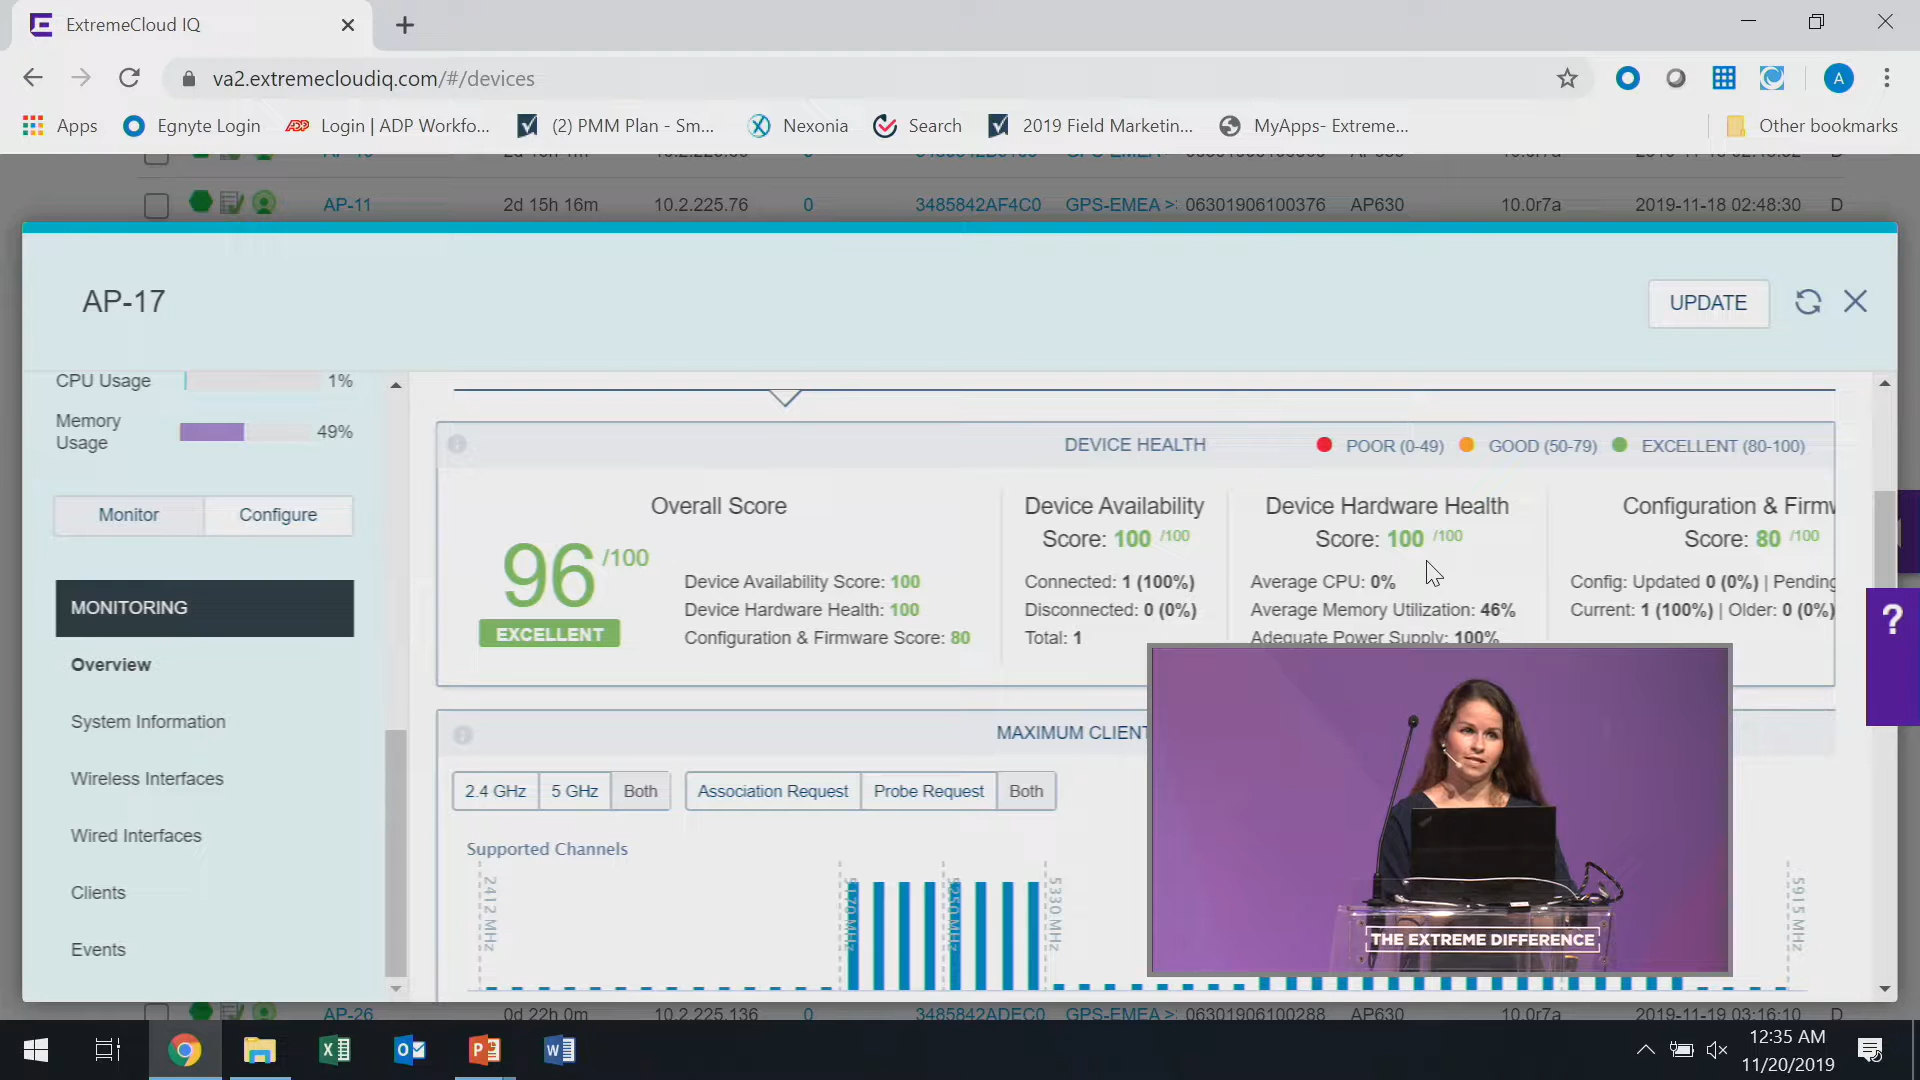 ExtremeCloud IQ
va2.extremecloudiq.com/#/devices
A
Apps
Egnyte Login
ADP
Login | ADP Workfo...
(2) PMM Plan - Sm...
Nexonia
Search
2019 Field Marketin...
MyApps- Extreme...
Other bookmarks
AP-11 2d 15h 16m 10.2.225.76 0 3485842AF4C0 GPS-EMEA > 06301906100376 AP630 10.0r7a 2019-11-18 02:48:30 D
AP-17
UPDATE
CPU Usage 1%
Memory Usage 49%
Monitor Configure
MONITORING
Overview
System Information
Wireless Interfaces
Wired Interfaces
Clients
Events
DEVICE HEALTH
POOR (0-49) GOOD (50-79) EXCELLENT (80-100)
Overall Score
96/100
EXCELLENT
Device Availability Score: 100
Device Hardware Health: 100
Configuration & Firmware Score: 80
Device Availability
Score: 100 /100
Connected: 1 (100%)
Disconnected: 0 (0%)
Total: 1
Device Hardware Health
Score: 100 /100
Average CPU: 0%
Average Memory Utilization: 46%
Adequate Power Supply: 100%
Configuration & Firmw
Score: 80 /100
Config: Updated 0 (0%) | Pending
Current: 1 (100%) | Older: 0 (0%)
?
MAXIMUM CLIENT
2.4 GHz 5 GHz Both
Association Request Probe Request Both
Supported Channels
2412 MHz
5170 MHz
5250 MHz
5330 MHz
5915 MHz
THE EXTREME DIFFERENCE
AP-26 0d 22h 0m 10.2.225.136 0 3485842ADEC0 GPS-EMEA > 06301906100288 AP630 10.0r7a 2019-11-19 03:16:10 D
12:35 AM
11/20/2019